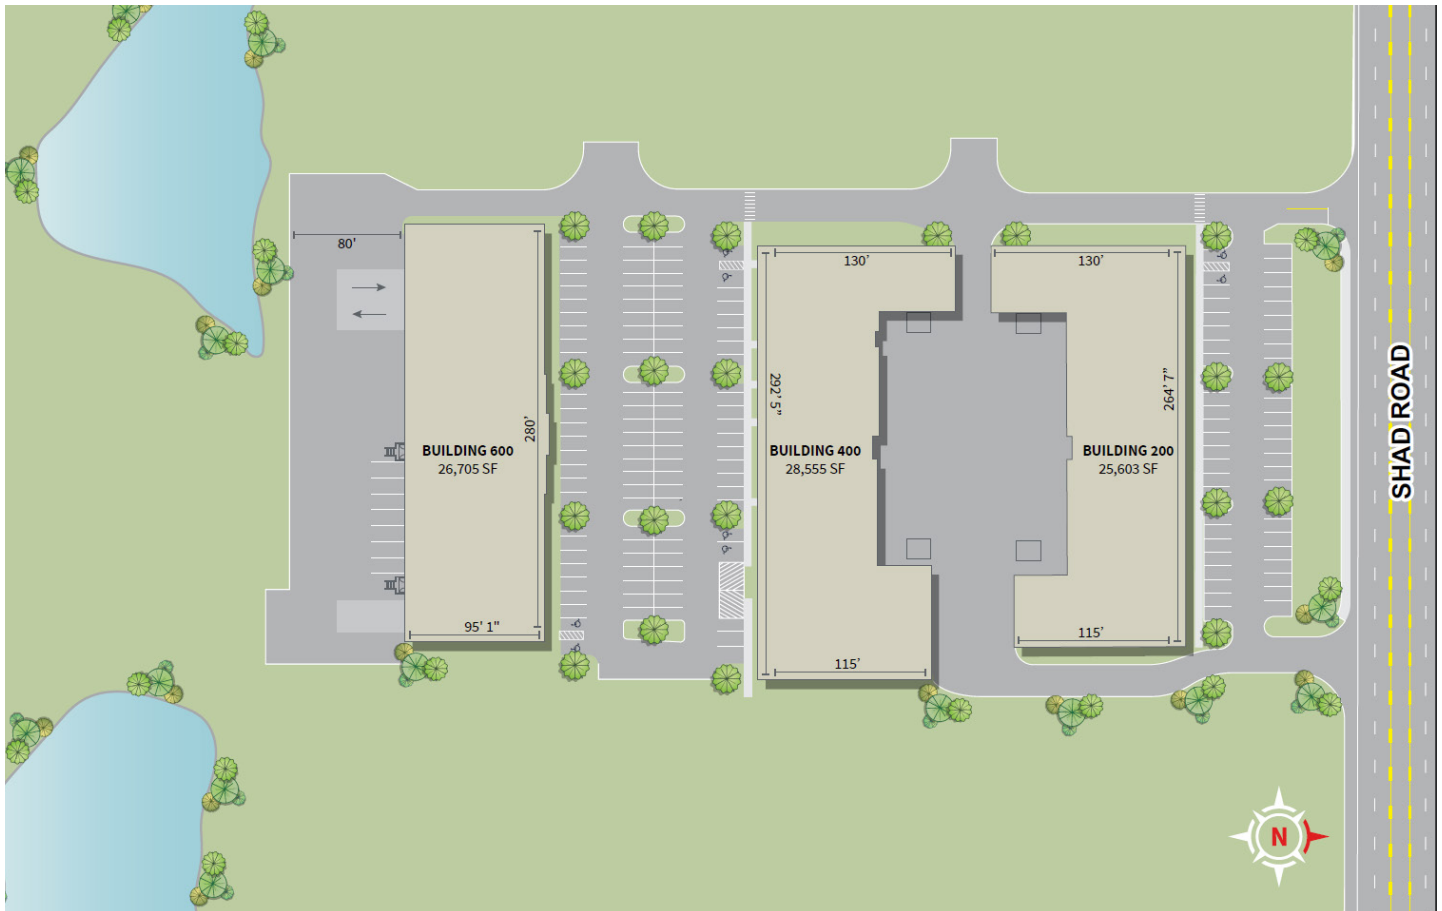 80'
130'
130'
292' 5"
264' 7"
280'
BUILDING 600
26,705 SF
BUILDING 400
28,555 SF
BUILDING 200
25,603 SF
SHAD ROAD
95' 1"
115'
115'
N